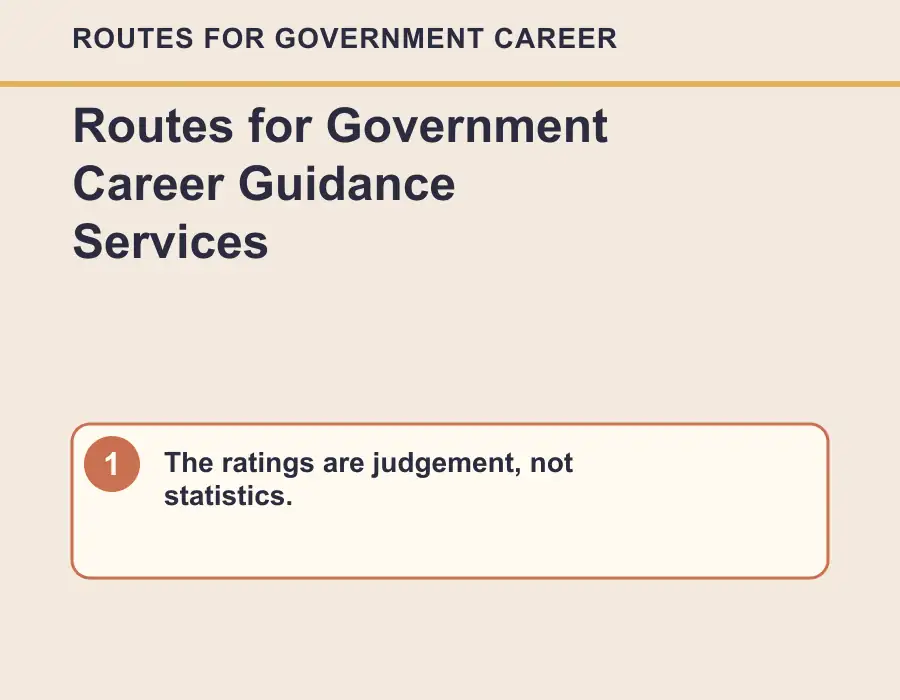 ROUTES FOR GOVERNMENT CAREER
Routes for Government
Career Guidance
Services
1
The ratings are judgement, not
statistics.